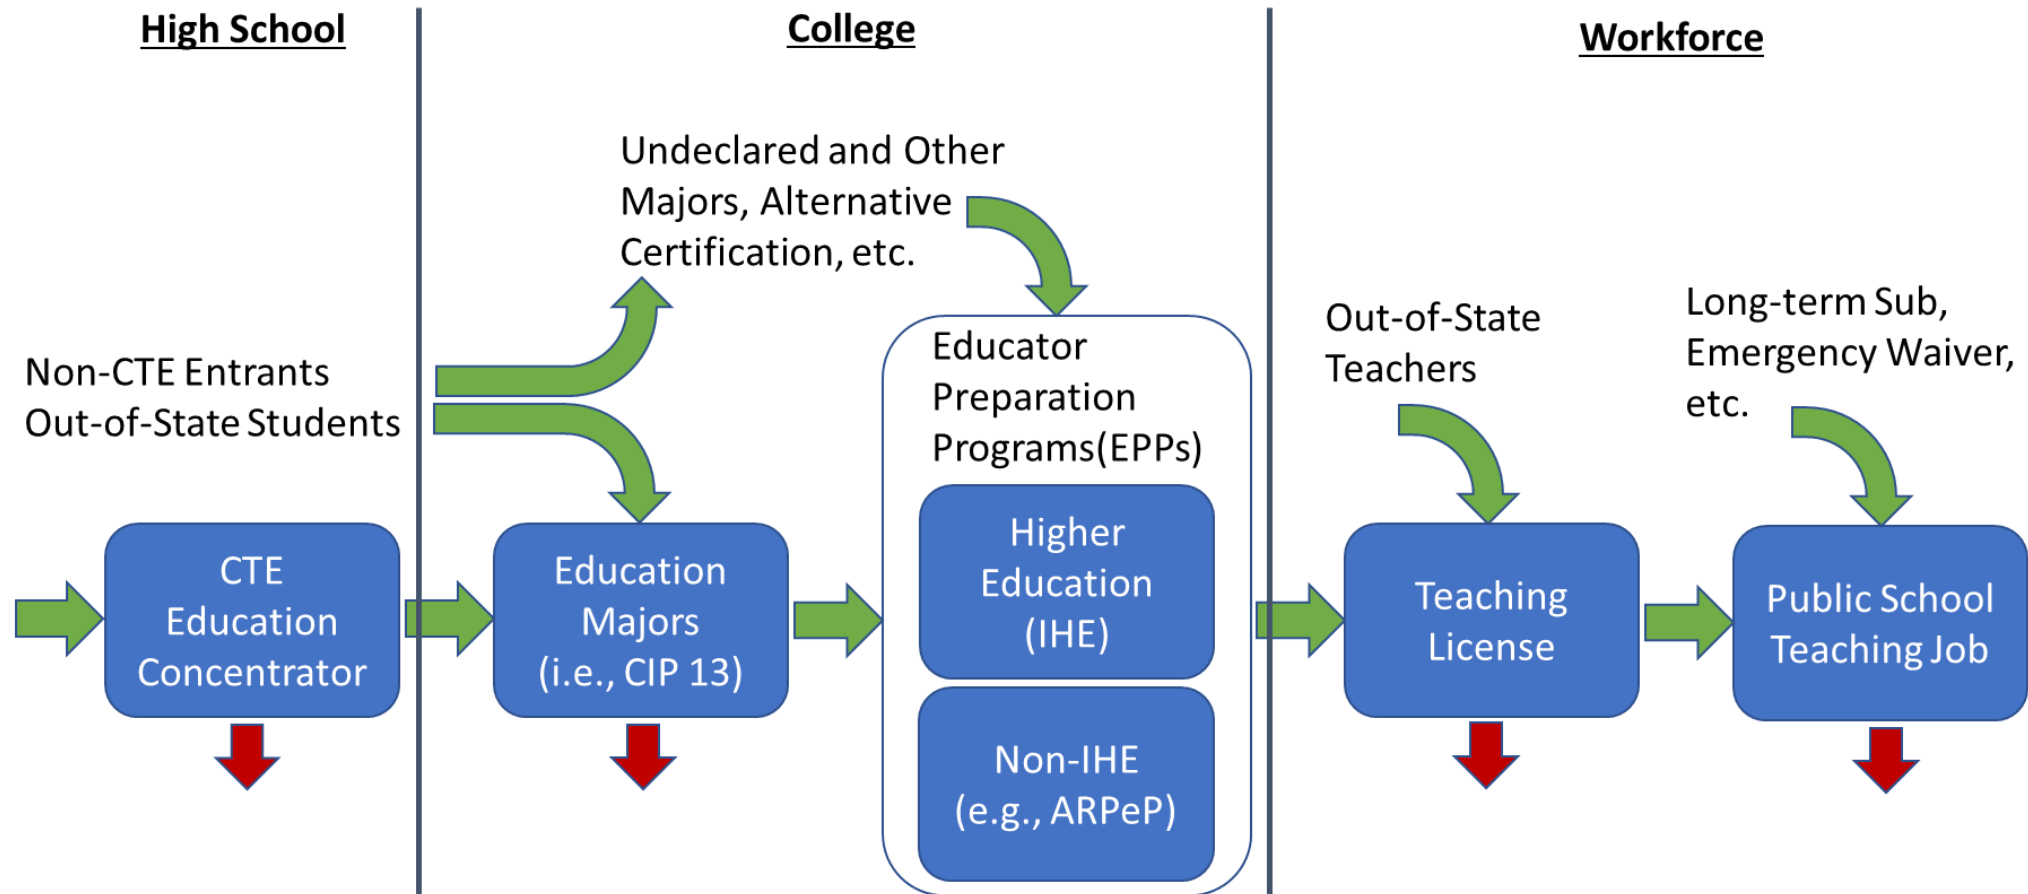 High School
College
Workforce
Undeclared and Other
Majors, Alternative
Certification, etc.
Non-CTE Entrants
Out-of-State Students
Educator
Preparation
Programs(EPPs)
Out-of-State
Teachers
Long-term Sub,
Emergency Waiver,
etc.
CTE
Education
Concentrator
Education
Majors
(i.e., CIP 13)
Higher
Education
(IHE)
Non-IHE
(e.g., ARPeP)
Teaching
License
Public School
Teaching Job